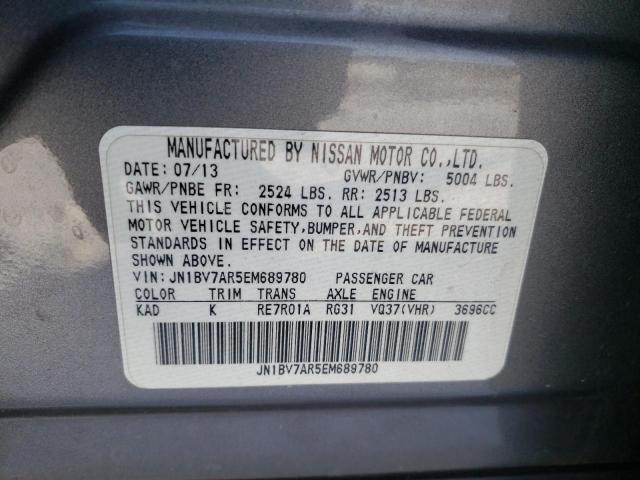 MANUFACTURED BY NISSAN MOTOR CO.,LTD.
DATE: 07/13 GVWR/PNBV: 5004 LBS.
GAWR/PNBE FR: 2524 LBS. RR: 2513 LBS.
THIS VEHICLE CONFORMS TO ALL APPLICABLE FEDERAL
MOTOR VEHICLE SAFETY,BUMPER,AND THEFT PREVENTION
STANDARDS IN EFFECT ON THE DATE OF MANUFACTURE
SHOWN ABOVE.
VIN:JN1BV7AR5EM689780 PASSENGER CAR
COLOR TRIM TRANS AXLE ENGINE
KAD K RE7R01A RG31 VQ37(VHR) 3696CC
JN1BV7AR5EM689780